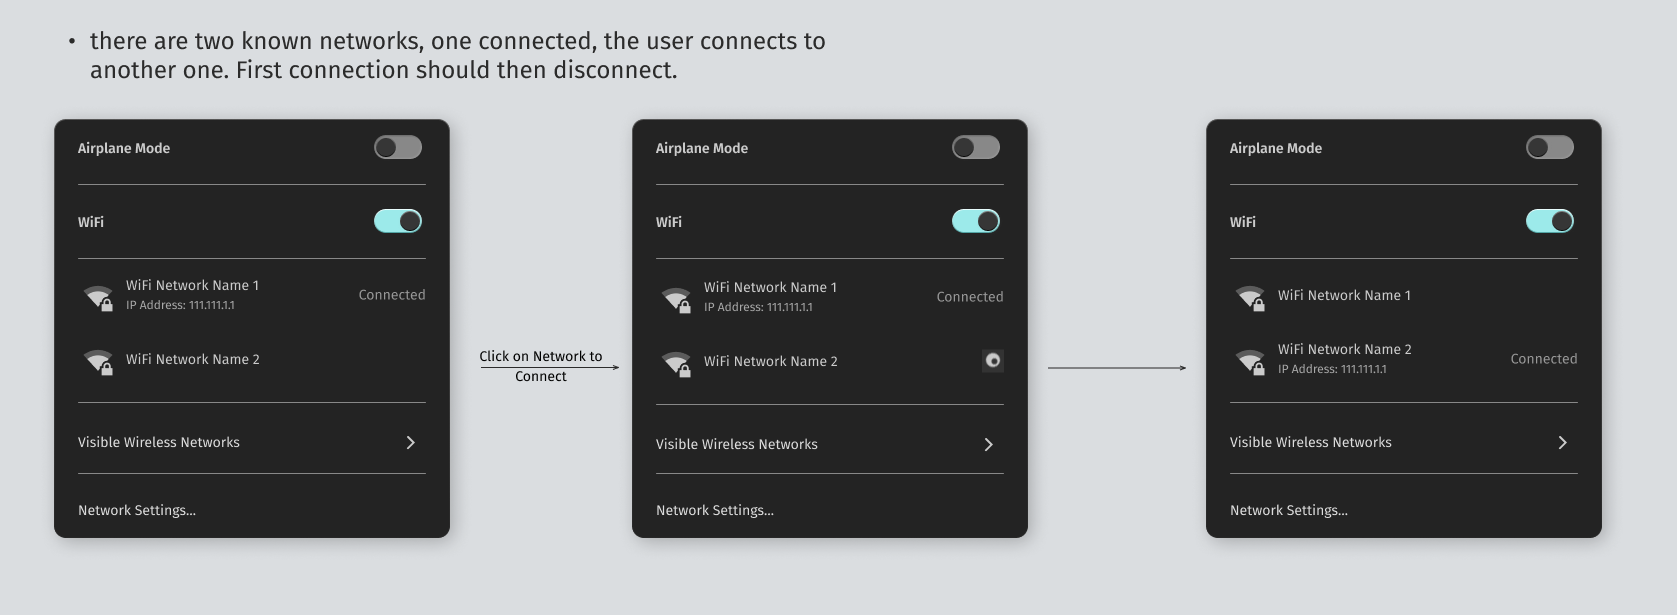 • there are two known networks, one connected, the user connects to
another one. First connection should then disconnect.
Airplane Mode
WiFi
WiFi Network Name 1
IP Address: 111.111.1.1
Connected
WiFi Network Name 2
Visible Wireless Networks
Network Settings...
Click on Network to
Connect
Airplane Mode
WiFi
WiFi Network Name 1
IP Address: 111.111.1.1
Connected
WiFi Network Name 2
Visible Wireless Networks
Network Settings...
Airplane Mode
WiFi
WiFi Network Name 1
WiFi Network Name 2
IP Address: 111.111.1.1
Connected
Visible Wireless Networks
Network Settings...